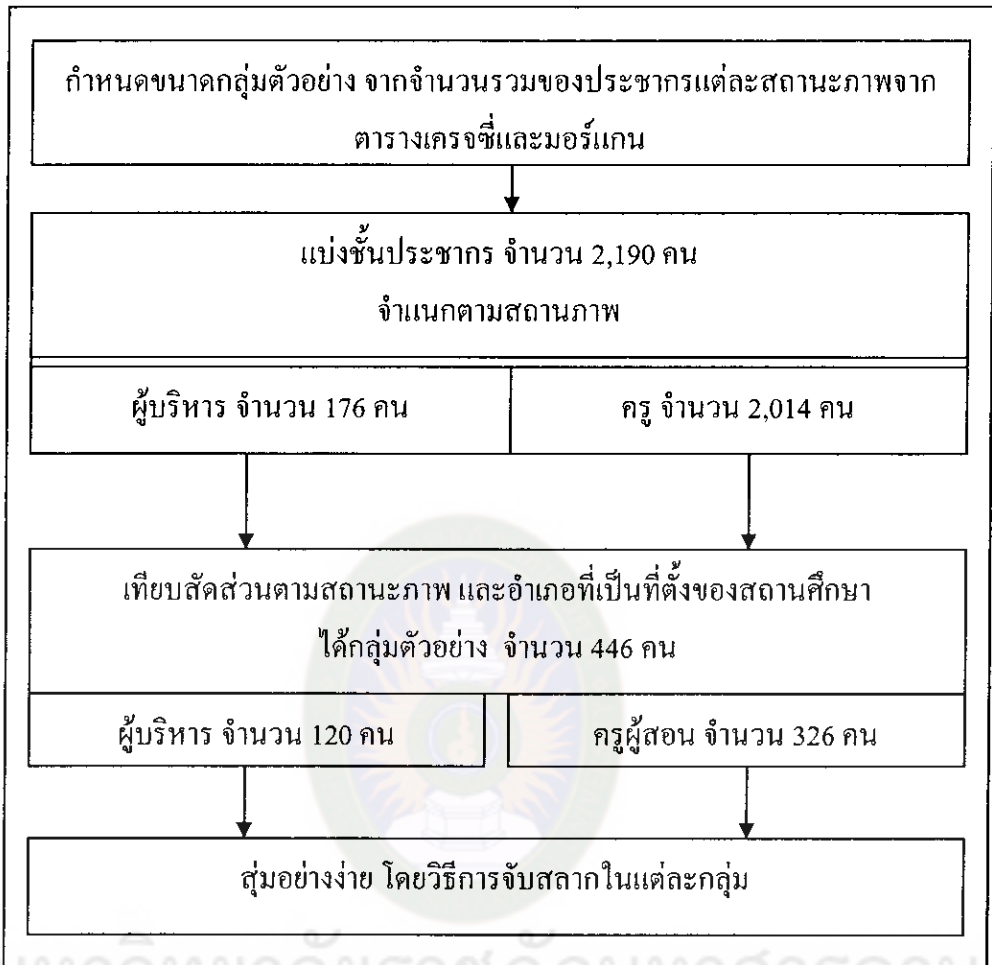 กำหนดขนาดกลุ่มตัวอย่าง จากจำนวนรวมของประชากรแต่ละสถานะภาพจาก
ตารางเครจซี่และมอร์แกน
แบ่งชั้นประชากร จำนวน 2,190 คน
จำแนกตามสถานภาพ
ผู้บริหาร จำนวน 176 คน
ครู จำนวน 2,014 คน
เทียบสัดส่วนตามสถานะภาพ และอำเภอที่เป็นที่ตั้งของสถานศึกษา
ได้กลุ่มตัวอย่าง จำนวน 446 คน
ผู้บริหาร จำนวน 120 คน
ครูผู้สอน จำนวน 326 คน
สุ่มอย่างง่าย โดยวิธีการจับสลากในแต่ละกลุ่ม